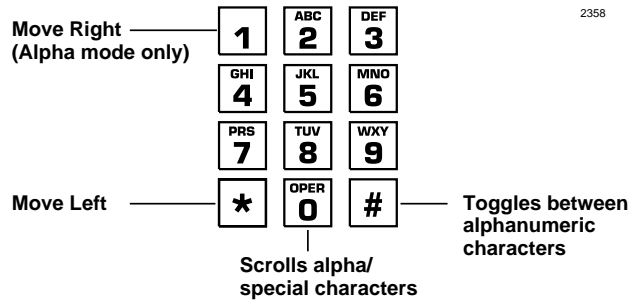 2358
Move Right
(Alpha mode only)
1
ABC
2
DEF
3
GHI
4
JKL
5
MNO
6
PRS
7
TUV
8
WXY
9
Move Left
*
OPER
0
#
Toggles between
alphanumeric
characters
Scrolls alpha/
special characters